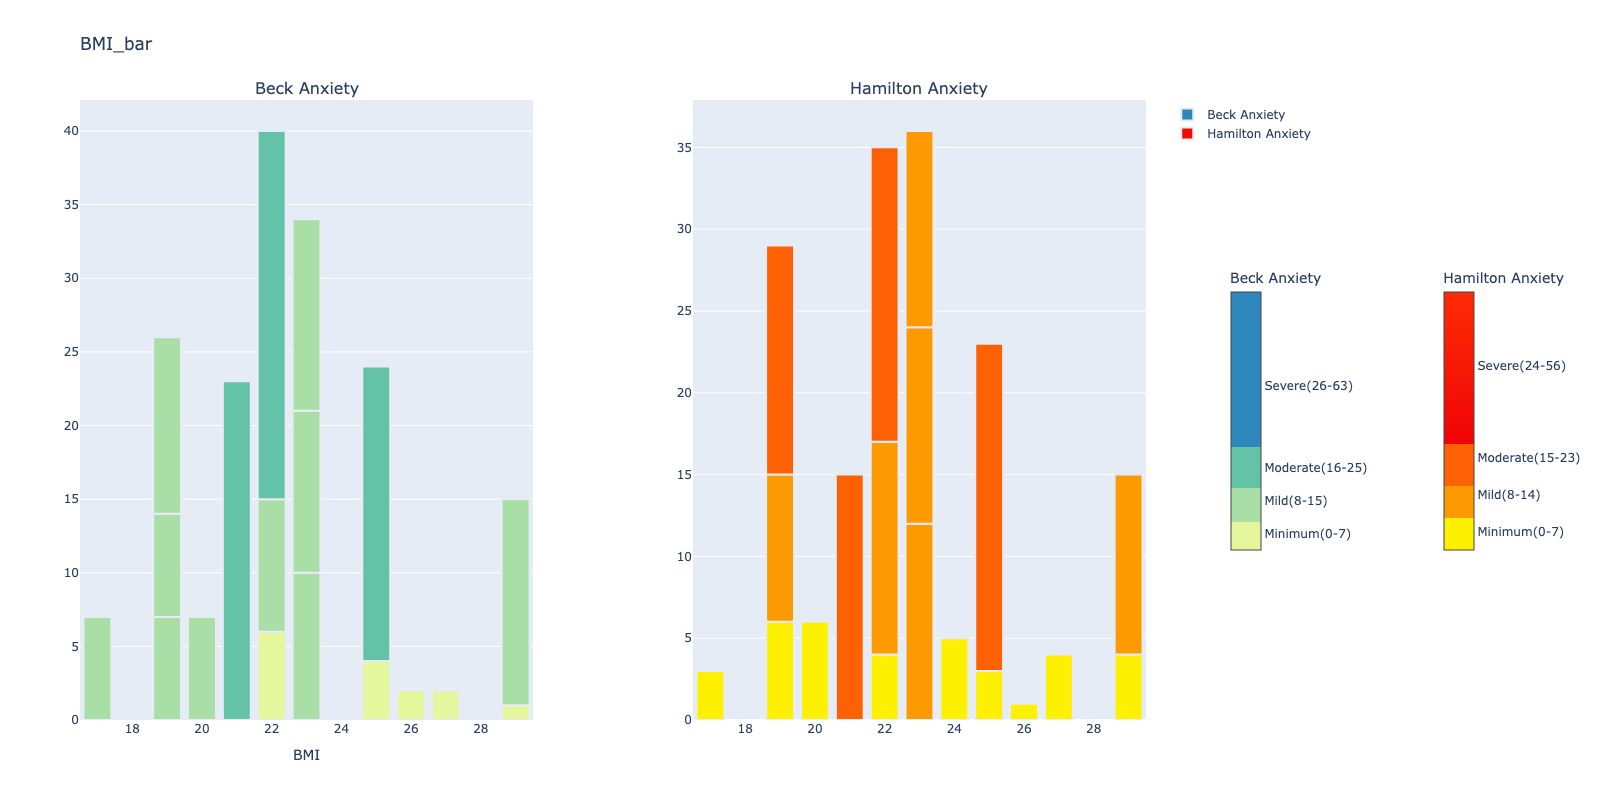 BMI_bar
Beck Anxiety
Hamilton Anxiety
40
35
30
25
20
15
10
5
0
18 20 22 24 26 28
BMI
35
30
25
20
15
10
5
0
18 20 22 24 26 28
Beck Anxiety
Hamilton Anxiety
Beck Anxiety
Severe(26-63)
Moderate(16-25)
Mild(8-15)
Minimum(0-7)
Hamilton Anxiety
Severe(24-56)
Moderate(15-23)
Mild(8-14)
Minimum(0-7)